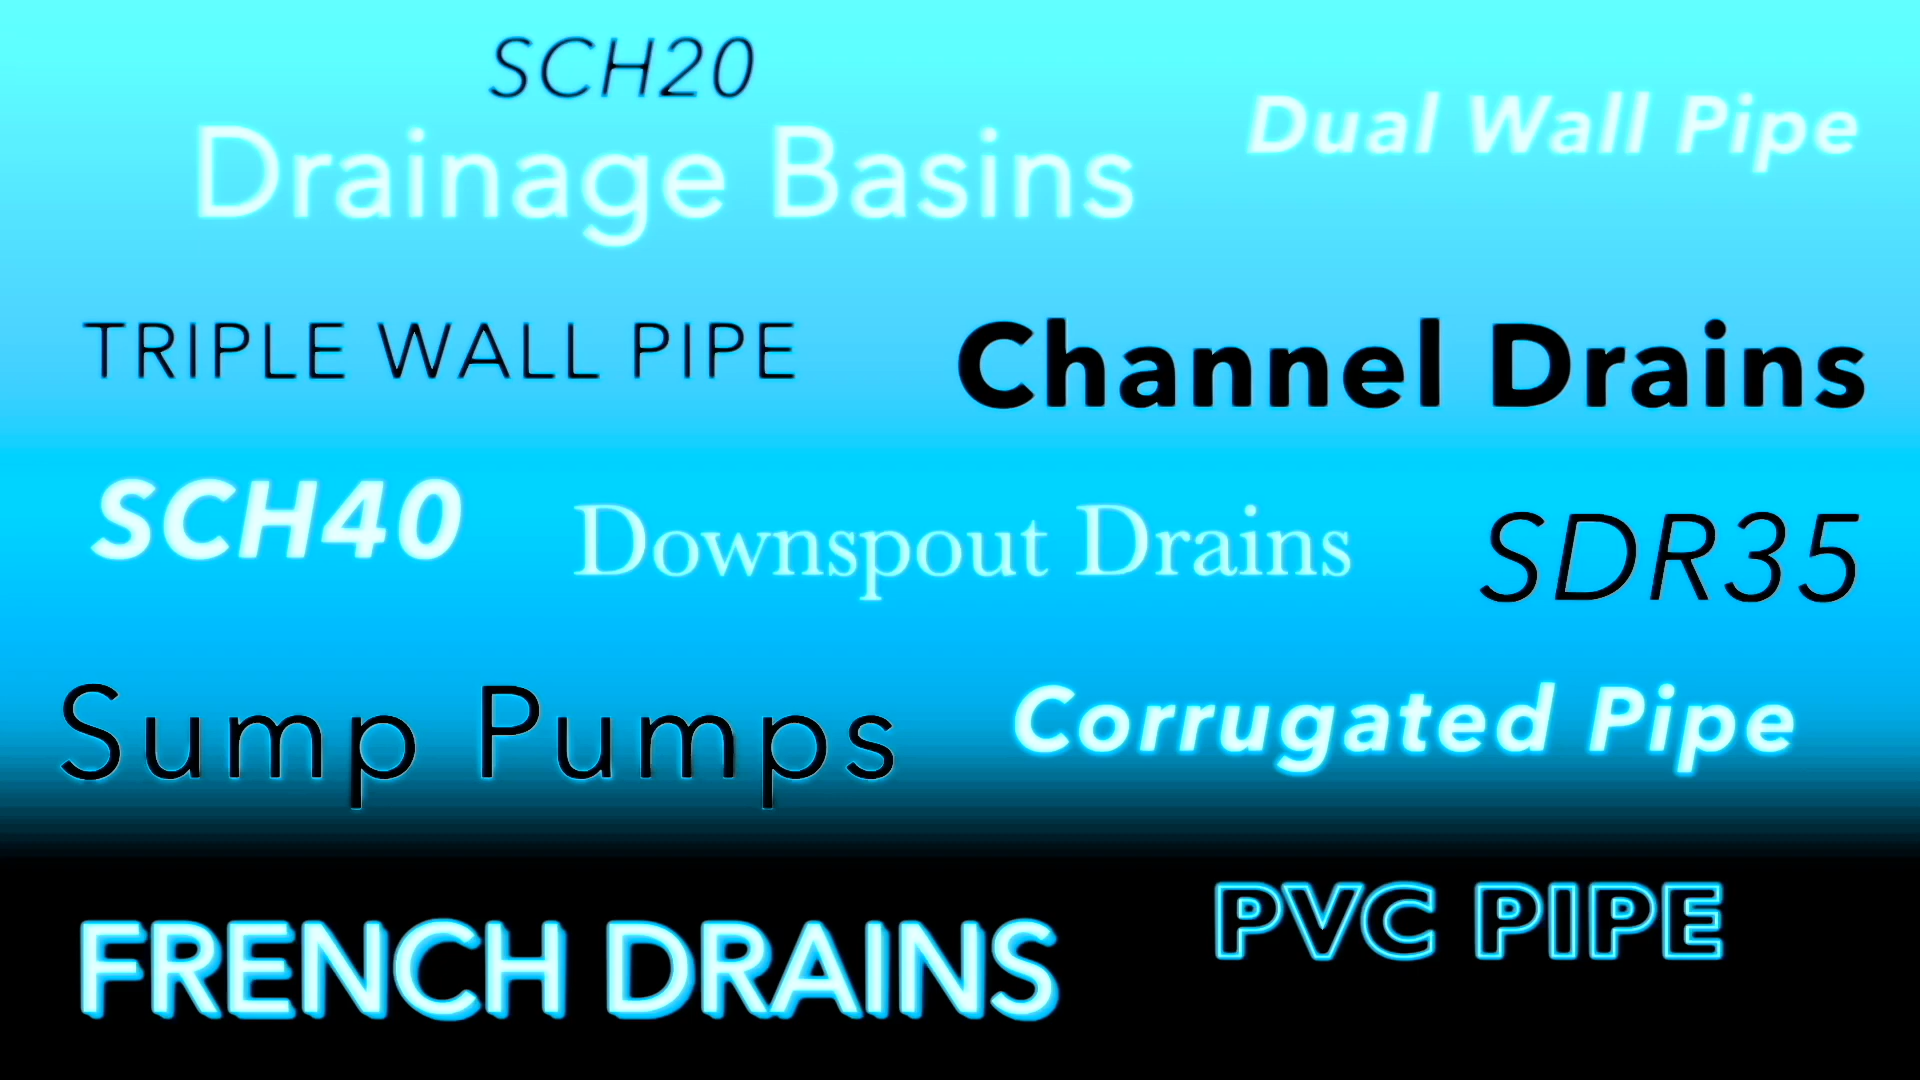 SCH20
Drainage Basins
Dual Wall Pipe
TRIPLE WALL PIPE
Channel Drains
SCH40
Downspout Drains
SDR35
Sump Pumps
Corrugated Pipe
FRENCH DRAINS
PVC PIPE